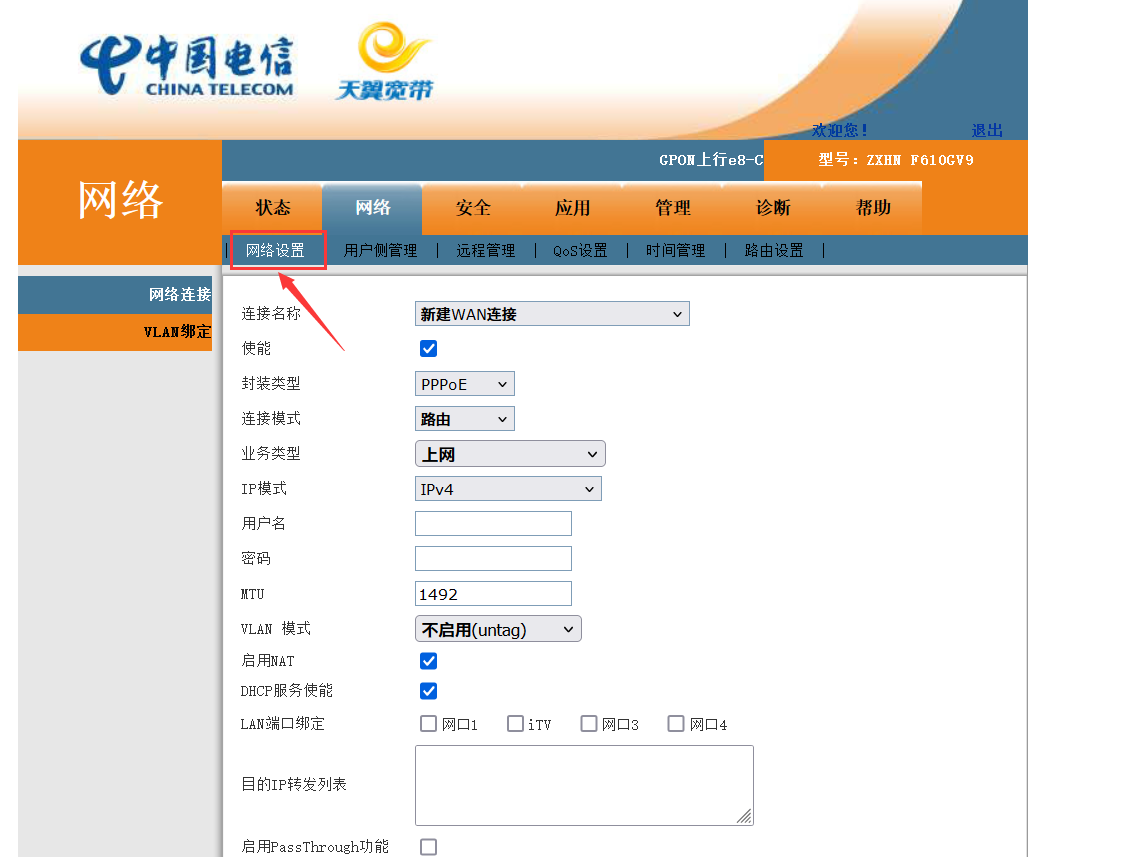 中国电信
CHINA TELECOM
天翼宽带
欢迎您！ 退出
GPON上行e8-C 型号：ZXHN F610GV9
网络
状态 网络 安全 应用 管理 诊断 帮助
网络设置 用户侧管理 远程管理 QoS设置 时间管理 路由设置
网络连接
VLAN绑定
连接名称 新建WAN连接
使能
封装类型 PPPoE
连接模式 路由
业务类型 上网
IP模式 IPv4
用户名
密码
MTU 1492
VLAN 模式 不启用(untag)
启用NAT
DHCP服务使能
LAN端口绑定 网口1 iTV 网口3 网口4
目的IP转发列表
启用PassThrough功能